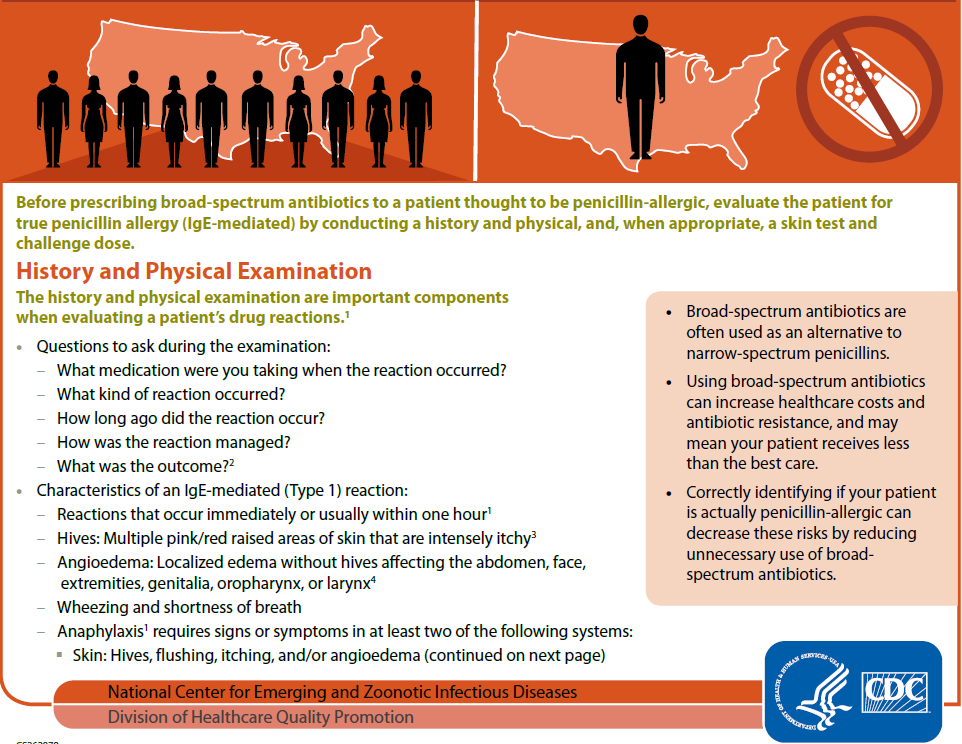 Before prescribing broad-spectrum antibiotics to a patient thought to be penicillin-allergic, evaluate the patient for
true penicillin allergy (IgE-mediated) by conducting a history and physical, and, when appropriate, a skin test and
challenge dose.
History and Physical Examination
The history and physical examination are important components
when evaluating a patient's drug reactions.¹
• Questions to ask during the examination:
– What medication were you taking when the reaction occurred?
– What kind of reaction occurred?
– How long ago did the reaction occur?
– How was the reaction managed?
– What was the outcome?²
• Characteristics of an IgE-mediated (Type 1) reaction:
– Reactions that occur immediately or usually within one hour¹
– Hives: Multiple pink/red raised areas of skin that are intensely itchy³
– Angioedema: Localized edema without hives affecting the abdomen, face,
extremities, genitalia, oropharynx, or larynx⁴
– Wheezing and shortness of breath
– Anaphylaxis¹ requires signs or symptoms in at least two of the following systems:
▪ Skin: Hives, flushing, itching, and/or angioedema (continued on next page)
• Broad-spectrum antibiotics are
often used as an alternative to
narrow-spectrum penicillins.
• Using broad-spectrum antibiotics
can increase healthcare costs and
antibiotic resistance, and may
mean your patient receives less
than the best care.
• Correctly identifying if your patient
is actually penicillin-allergic can
decrease these risks by reducing
unnecessary use of broad-
spectrum antibiotics.
National Center for Emerging and Zoonotic Infectious Diseases
Division of Healthcare Quality Promotion
DEPARTMENT OF HEALTH & HUMAN SERVICES·USA
CDC